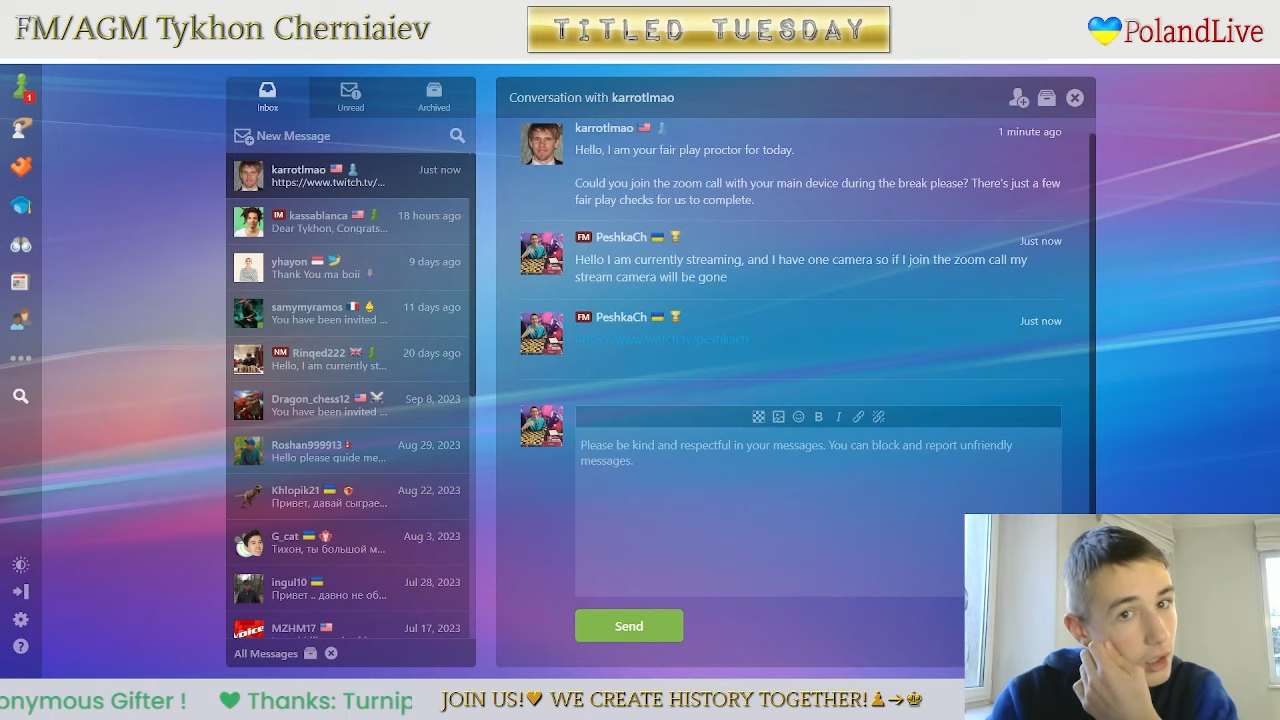 FM/AGM Tykhon Cherniaiev
TITLED TUESDAY
PolandLive
1
Inbox
Unread
Archived
New Message
karrotlmao
Just now
https://www.twitch.tv/...
IM kassablanca
18 hours ago
Dear Tykhon, Congrats...
yhayon
9 days ago
Thank You ma boii
samymyramos
11 days ago
You have been invited ...
NM Rinqed222
20 days ago
Hello, I am currently st...
Dragon_chess12
Sep 8, 2023
You have been invited ...
Roshan999913
Aug 29, 2023
Hello please guide me...
Khlopik21
Aug 22, 2023
Привет, давай сыграе...
G_cat
Aug 3, 2023
Тихон, ты большой м...
ingul10
Jul 28, 2023
Привет .. давно не об...
MZHM17
Jul 17, 2023
All Messages
Conversation with karrotlmao
karrotlmao
1 minute ago
Hello, I am your fair play proctor for today.
Could you join the zoom call with your main device during the break please? There's just a few
fair play checks for us to complete.
FM PeshkaCh
Just now
Hello I am currently streaming, and I have one camera so if I join the zoom call my
stream camera will be gone
FM PeshkaCh
Just now
https://www.twitch.tv/peshkach
B I
Please be kind and respectful in your messages. You can block and report unfriendly
messages.
Send
onymous Gifter !
Thanks: Turnip
JOIN US! WE CREATE HISTORY TOGETHER!